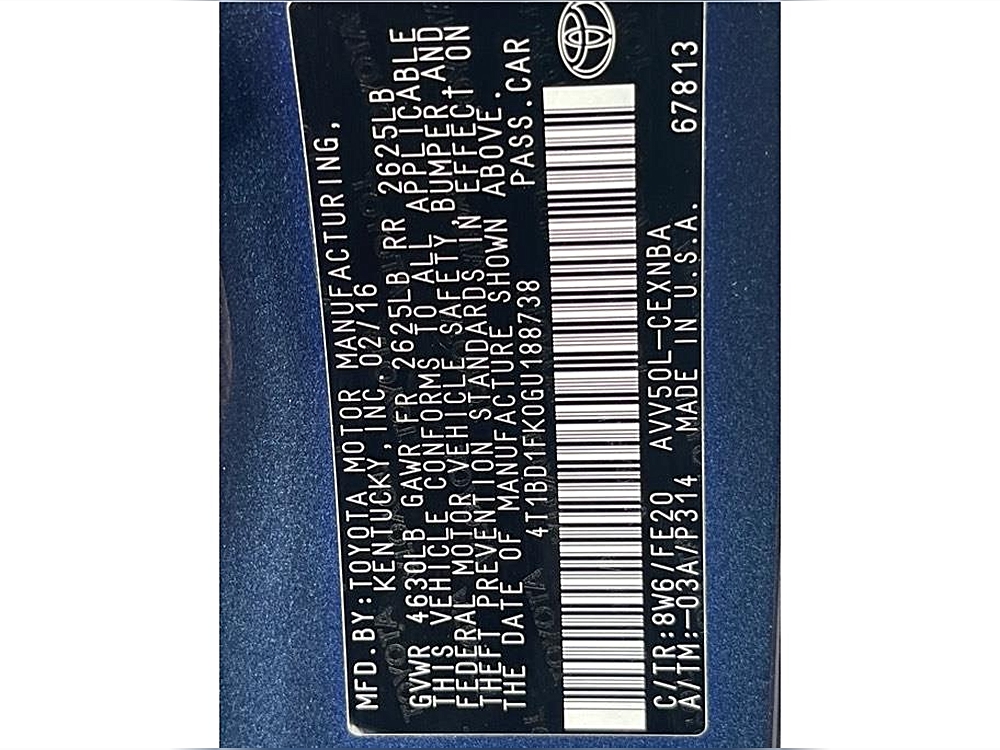 MFD.BY:TOYOTA MOTOR MANUFACTURING,
KENTUCKY,INC. 02/16
GVWR 4630LB GAWR FR 2625LB RR 2625LB
THIS VEHICLE CONFORMS TO ALL APPLICABLE
FEDERAL MOTOR VEHICLE SAFETY, BUMPER, AND
THEFT PREVENTION STANDARDS IN EFFECT ON
THE DATE OF MANUFACTURE SHOWN ABOVE.
4T1BD1FK0GU188738 PASS.CAR
C/TR:8W6/FE20 AVV50L-CEXNBA
A/TM:-03A/P314 MADE IN U.S.A. 67813